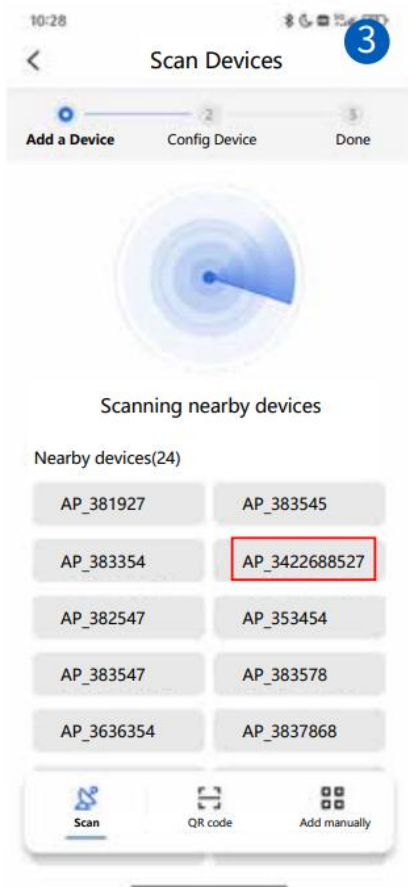 10:28
3
Scan Devices
2 3
Add a Device Config Device Done
Scanning nearby devices
Nearby devices(24)
AP_381927 AP_383545
AP_383354 AP_3422688527
AP_382547 AP_353454
AP_383547 AP_383578
AP_3636354 AP_3837868
Scan QR code Add manually